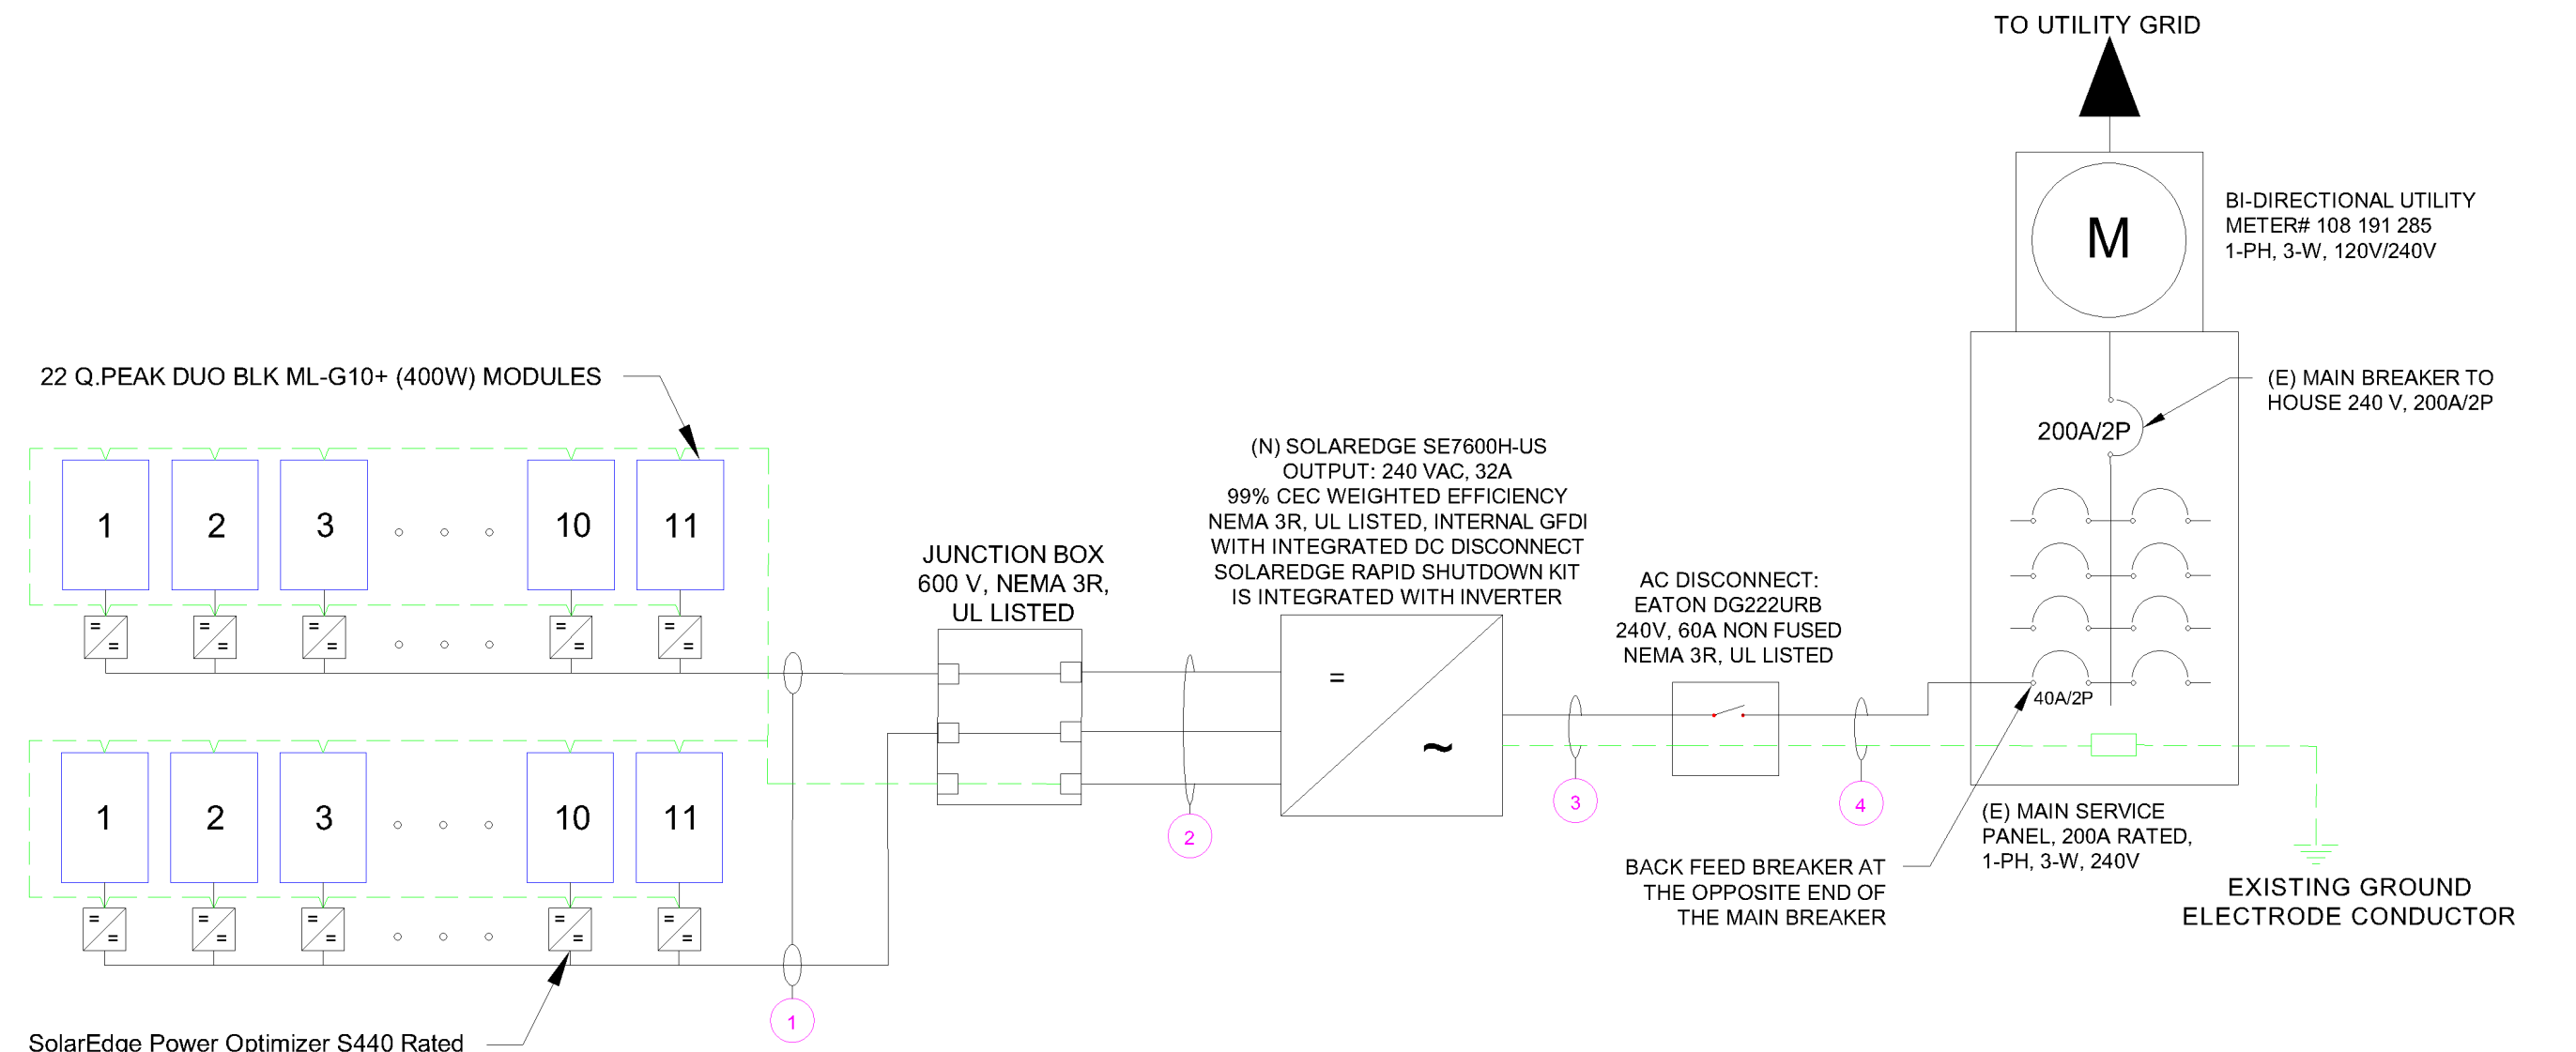 TO UTILITY GRID
M
BI-DIRECTIONAL UTILITY
METER# 108 191 285
1-PH, 3-W, 120V/240V
22 Q.PEAK DUO BLK ML-G10+ (400W) MODULES
(E) MAIN BREAKER TO
HOUSE 240 V, 200A/2P
200A/2P
(N) SOLAREDGE SE7600H-US
OUTPUT: 240 VAC, 32A
99% CEC WEIGHTED EFFICIENCY
NEMA 3R, UL LISTED, INTERNAL GFDI
WITH INTEGRATED DC DISCONNECT
SOLAREDGE RAPID SHUTDOWN KIT
IS INTEGRATED WITH INVERTER
1 2 3 10 11
JUNCTION BOX
600 V, NEMA 3R,
UL LISTED
AC DISCONNECT:
EATON DG222URB
240V, 60A NON FUSED
NEMA 3R, UL LISTED
= = = = = = = = = =
=
~
40A/2P
1 2 3 10 11
2
3
4
(E) MAIN SERVICE
PANEL, 200A RATED,
1-PH, 3-W, 240V
BACK FEED BREAKER AT
THE OPPOSITE END OF
THE MAIN BREAKER
EXISTING GROUND
ELECTRODE CONDUCTOR
= = = = = = = = = =
1
SolarEdge Power Optimizer S440 Rated